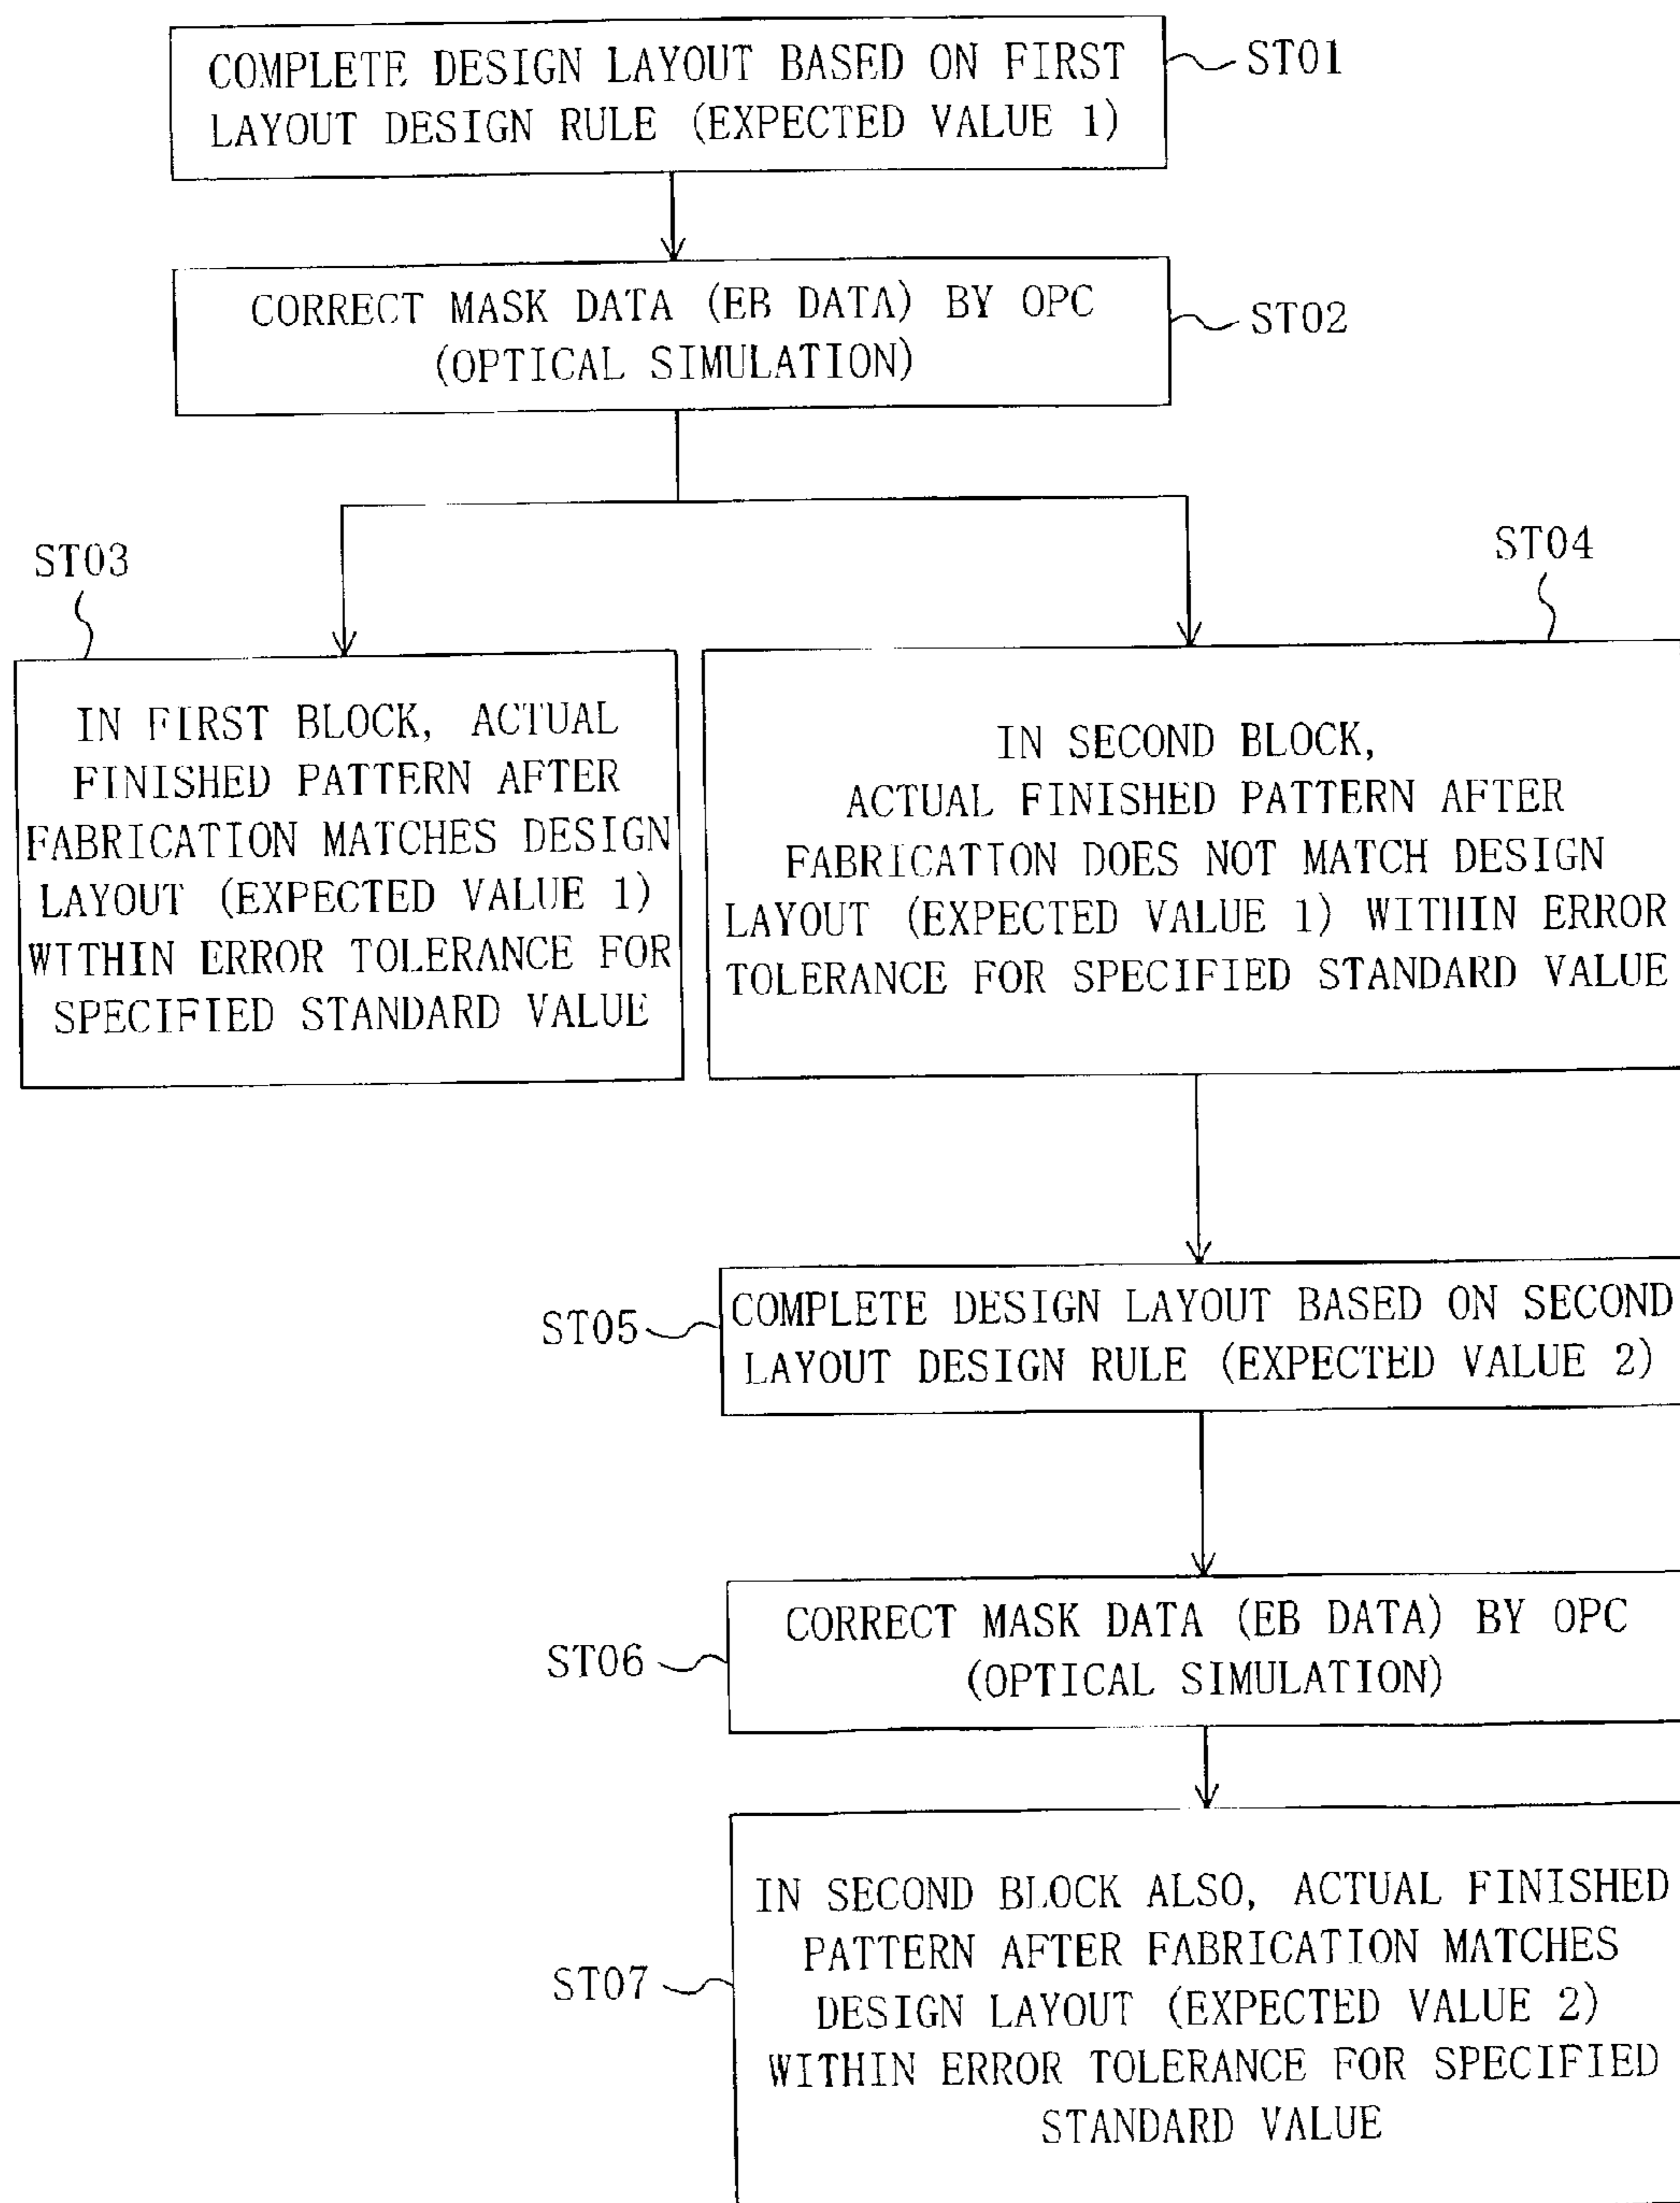 COMPLETE DESIGN LAYOUT BASED ON FIRST
LAYOUT DESIGN RULE (EXPECTED VALUE 1)
ST01
CORRECT MASK DATA (EB DATA) BY OPC
(OPTICAL SIMULATION)
ST02
ST03
IN FIRST BLOCK, ACTUAL
FINISHED PATTERN AFTER
FABRICATION MATCHES DESIGN
LAYOUT (EXPECTED VALUE 1)
WITHIN ERROR TOLERANCE FOR
SPECIFIED STANDARD VALUE
ST04
IN SECOND BLOCK,
ACTUAL FINISHED PATTERN AFTER
FABRICATION DOES NOT MATCH DESIGN
LAYOUT (EXPECTED VALUE 1) WITHIN ERROR
TOLERANCE FOR SPECIFIED STANDARD VALUE
ST05
COMPLETE DESIGN LAYOUT BASED ON SECOND
LAYOUT DESIGN RULE (EXPECTED VALUE 2)
ST06
CORRECT MASK DATA (EB DATA) BY OPC
(OPTICAL SIMULATION)
ST07
IN SECOND BLOCK ALSO, ACTUAL FINISHED
PATTERN AFTER FABRICATION MATCHES
DESIGN LAYOUT (EXPECTED VALUE 2)
WITHIN ERROR TOLERANCE FOR SPECIFIED
STANDARD VALUE